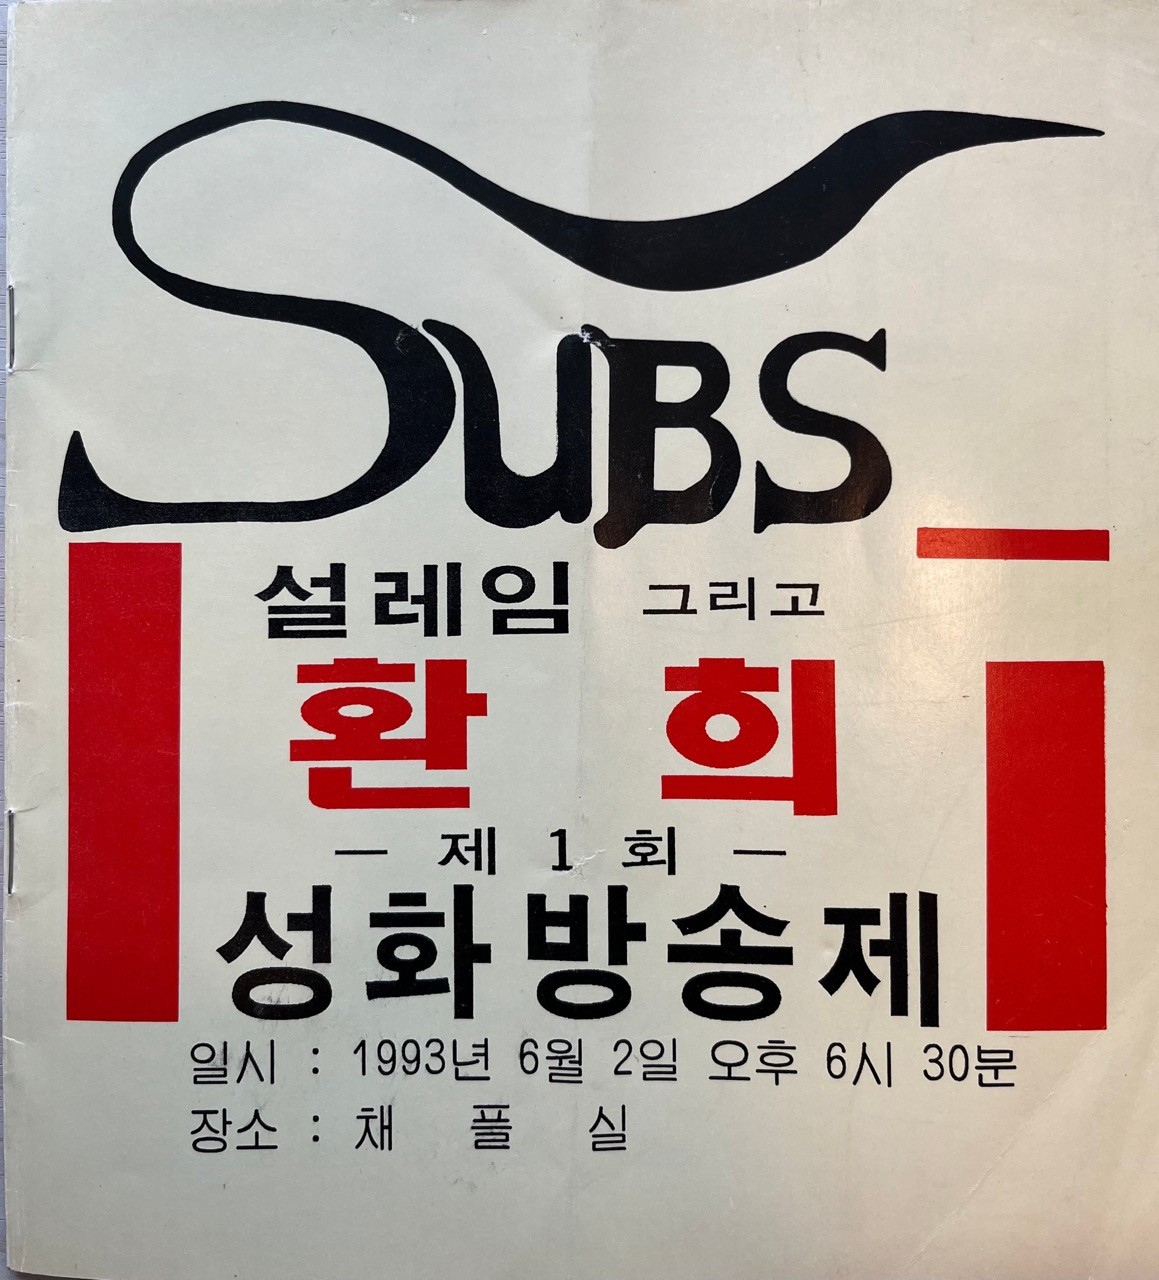 SUBS
설레임 그리고
환 희
— 제 1 회 —
성화방송제
일시 : 1993년 6월 2일 오후 6시 30분
장소 : 채 풀 실